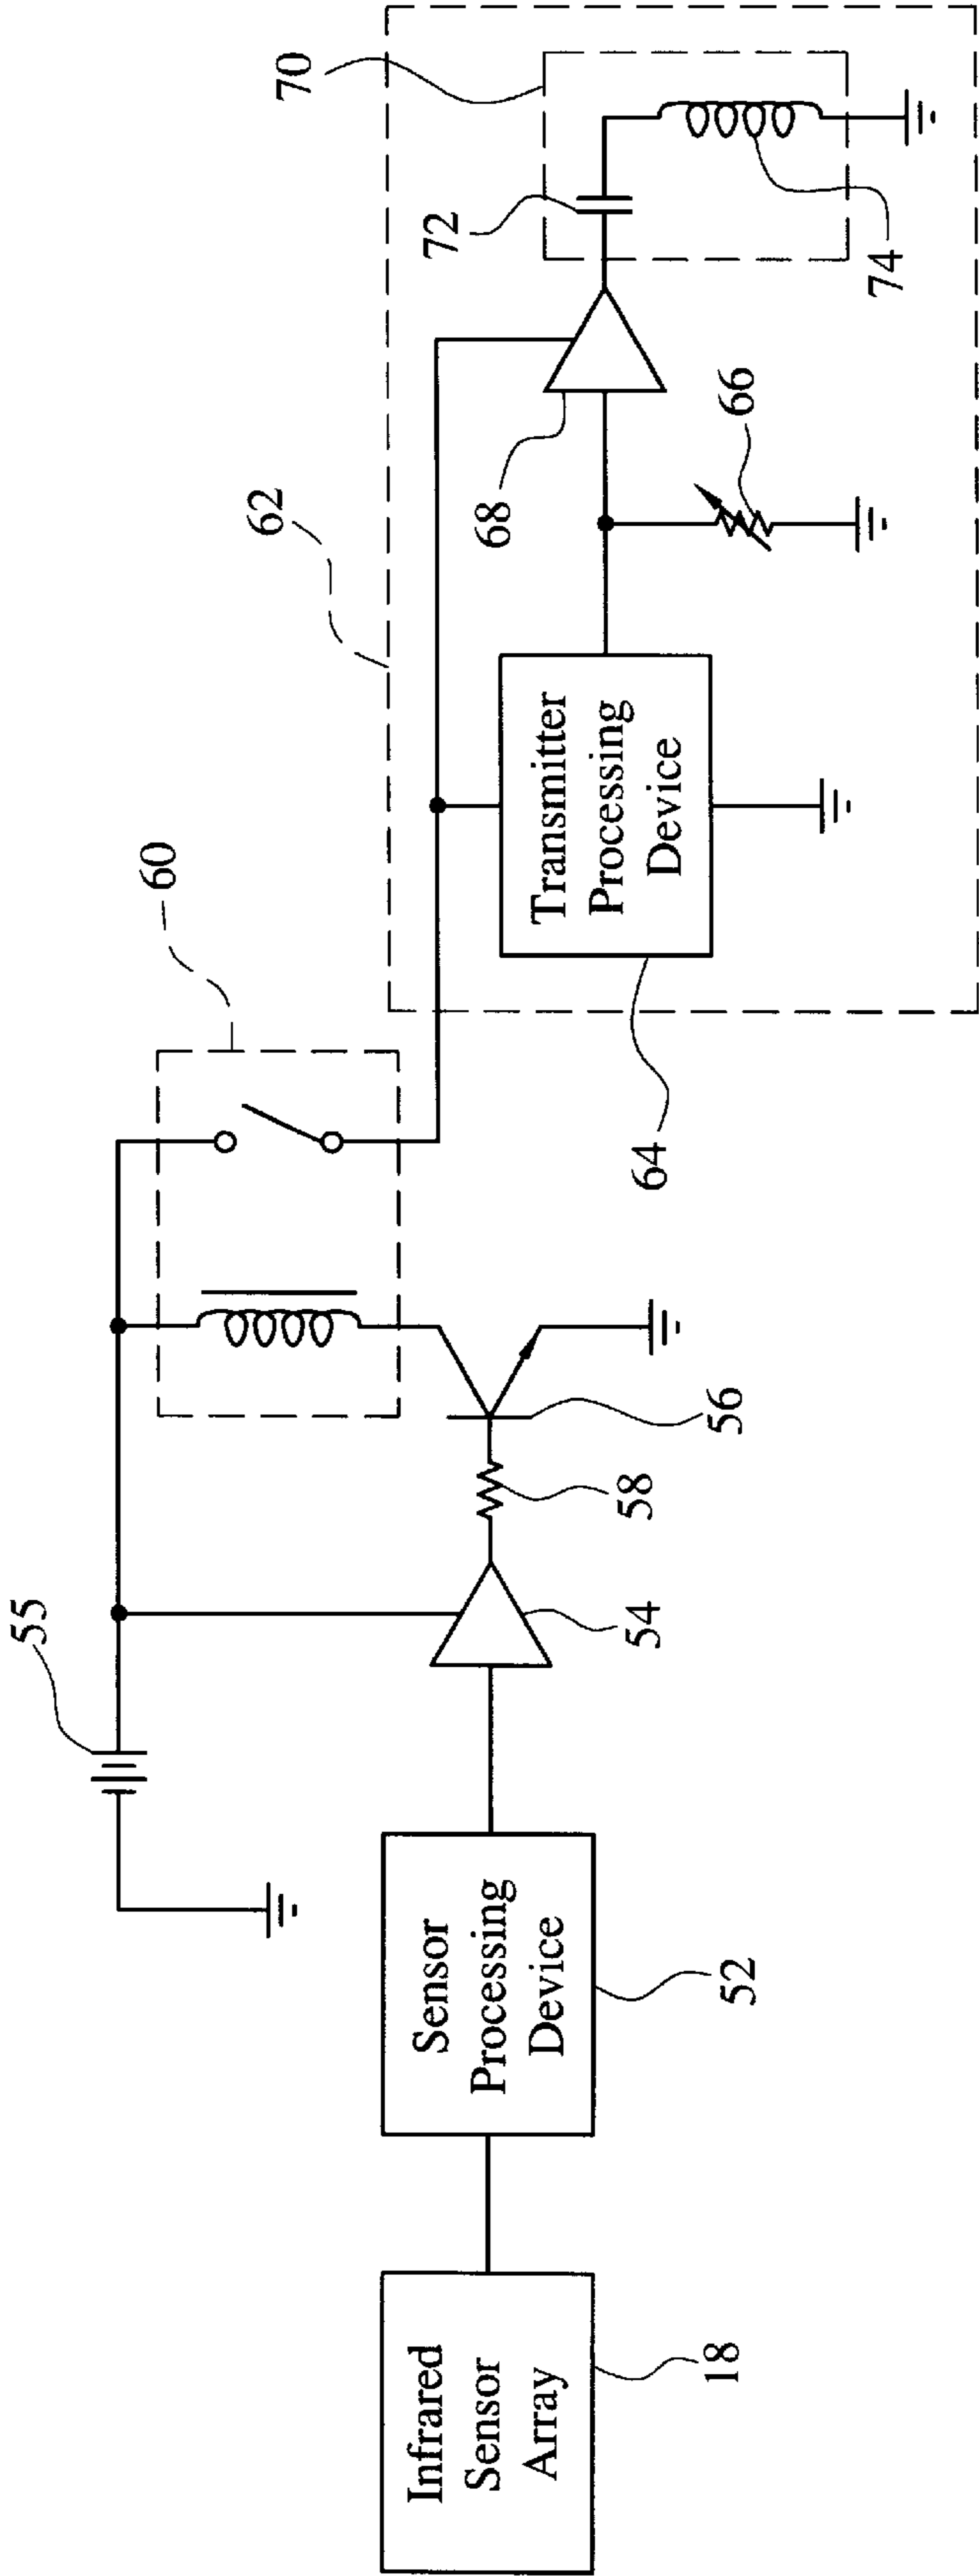 Infrared
Sensor
Array
18
Sensor
Processing
Device
52
55
54
58
56
60
62
Transmitter
Processing
Device
64
66
68
70
72
74